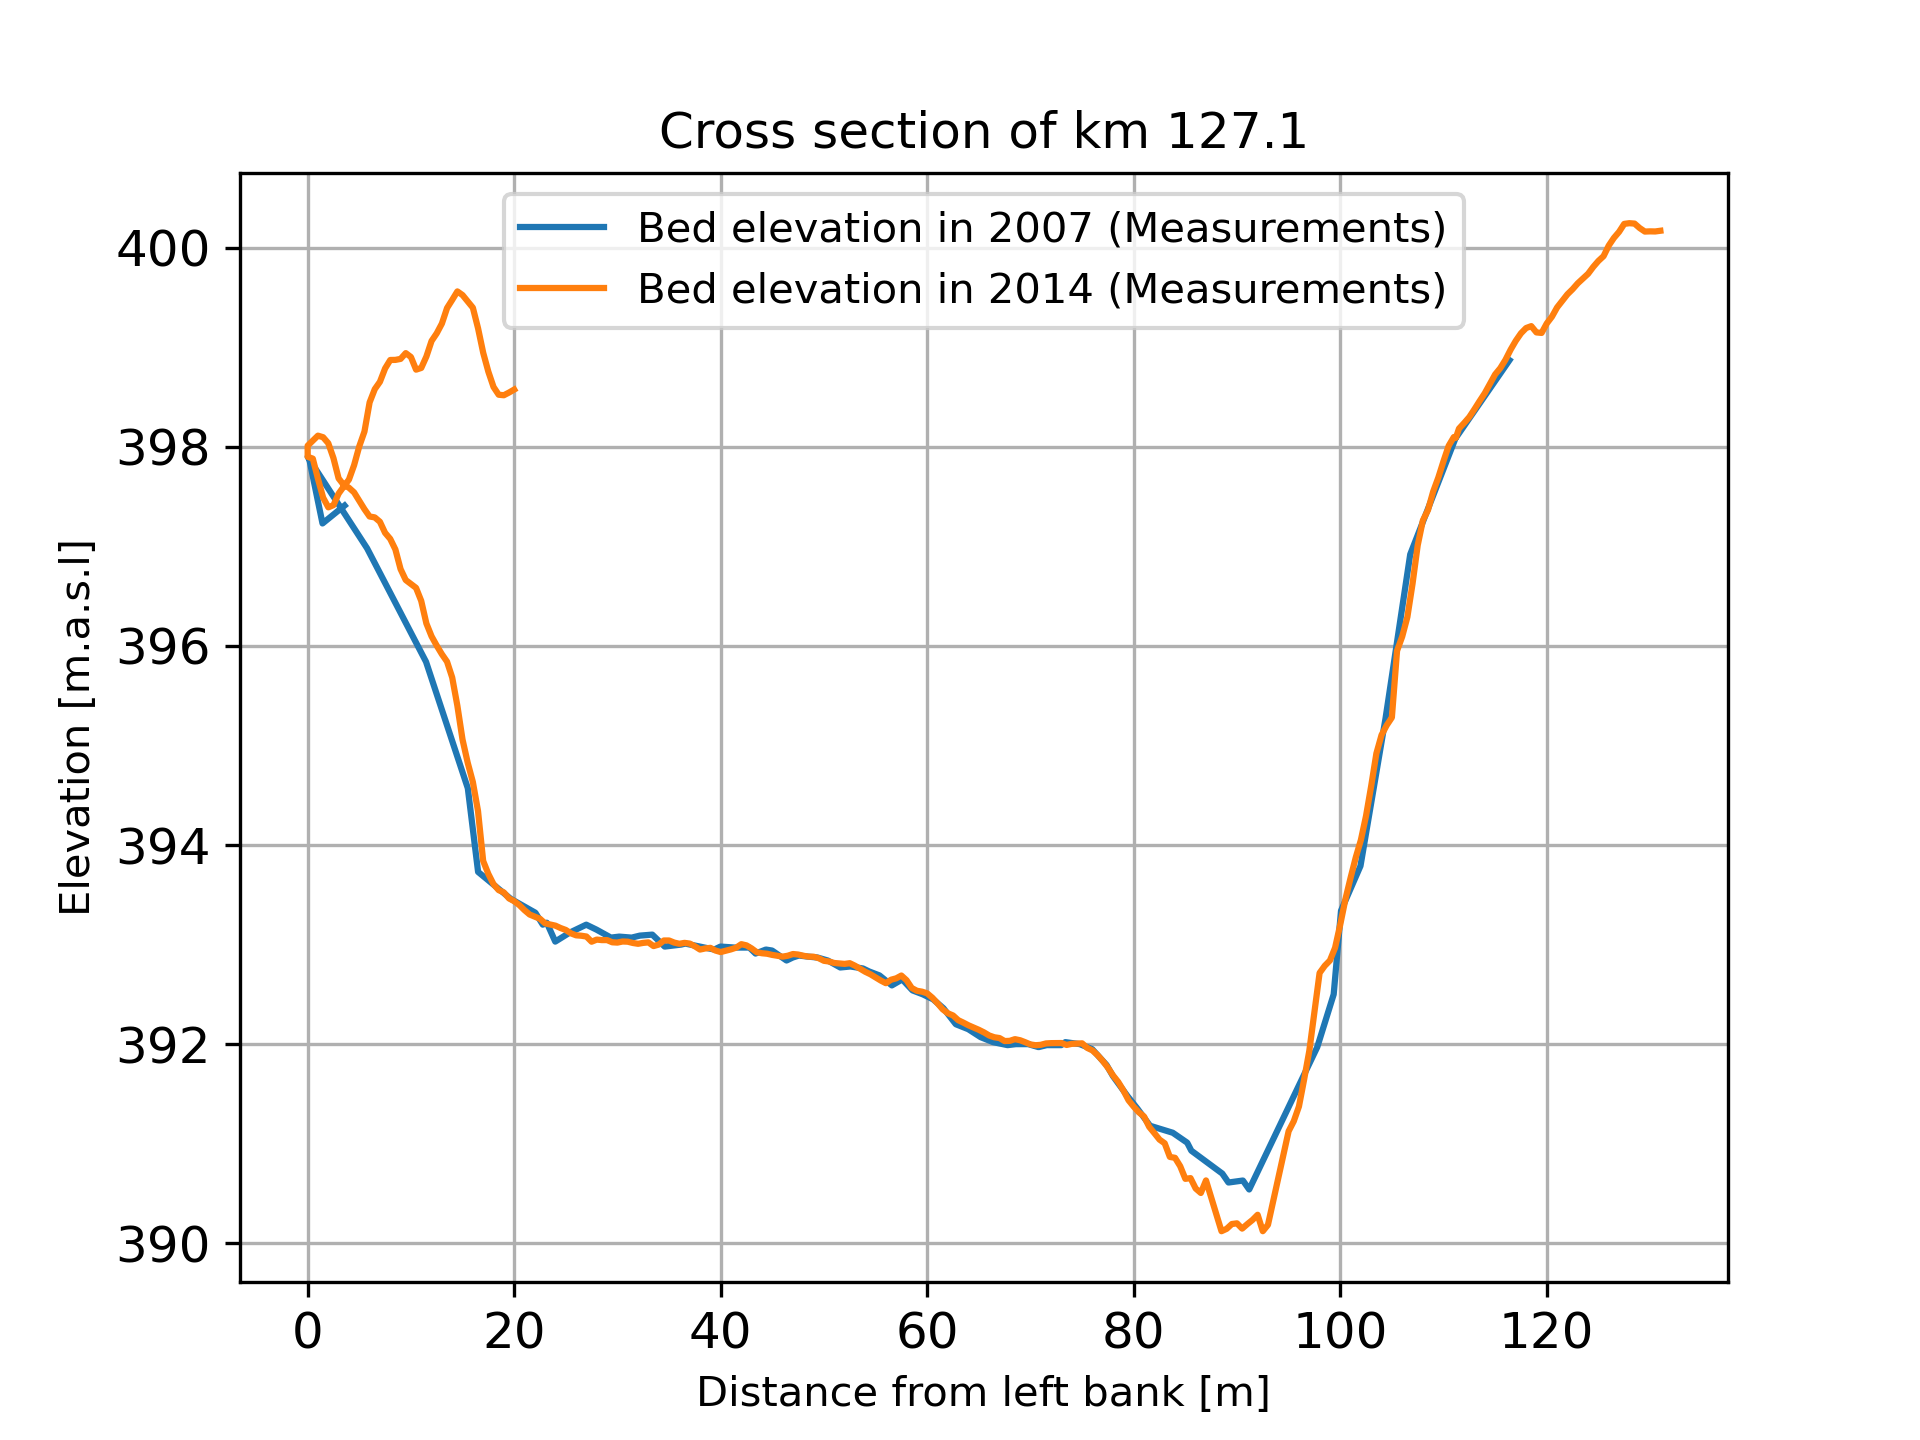 Cross section of km 127.1
Bed elevation in 2007 (Measurements)
Bed elevation in 2014 (Measurements)
Elevation [m.a.s.l]
400
398
396
394
392
390
0 20 40 60 80 100 120
Distance from left bank [m]